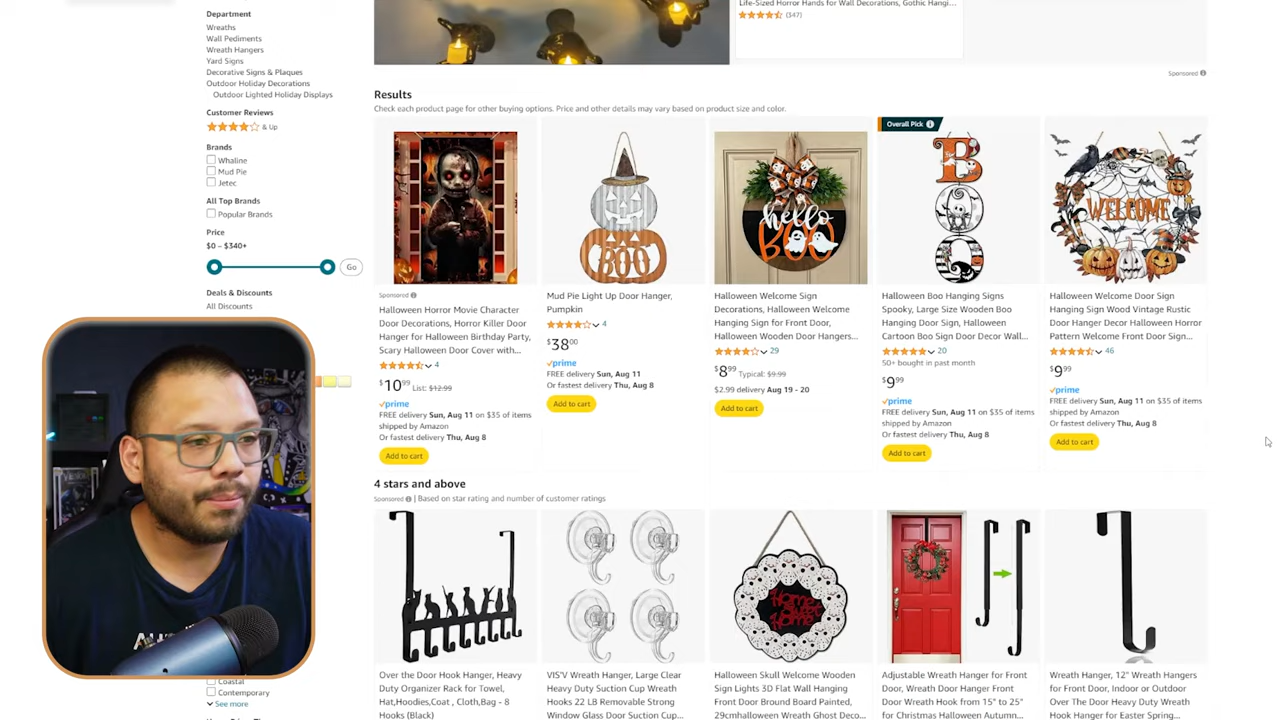 Department
Wreaths
Wall Pediments
Wreath Hangers
Yard Signs
Decorative Signs & Plaques
Outdoor Holiday Decorations
Outdoor Lighted Holiday Displays
Customer Reviews
& Up
Brands
Whaline
Mud Pie
Jetec
All Top Brands
Popular Brands
Price
$0 – $340+
Go
Deals & Discounts
All Discounts
Coastal
Contemporary
See more
Life-Sized Horror Hands for Wall Decorations, Gothic Hangi...
(347)
Sponsored
Results
Check each product page for other buying options. Price and other details may vary based on product size and color.
Sponsored
Halloween Horror Movie Character
Door Decorations, Horror Killer Door
Hanger for Halloween Birthday Party,
Scary Halloween Door Cover with...
4
$10 99 List: $12.99
prime
FREE delivery Sun, Aug 11 on $35 of items
shipped by Amazon
Or fastest delivery Thu, Aug 8
Add to cart
BOO
Mud Pie Light Up Door Hanger,
Pumpkin
4
$38 00
prime
FREE delivery Sun, Aug 11
Or fastest delivery Thu, Aug 8
Add to cart
hello
BOO
Halloween Welcome Sign
Decorations, Halloween Welcome
Hanging Sign for Front Door,
Halloween Wooden Door Hangers...
29
$8 99 Typical: $9.99
$2.99 delivery Aug 19 - 20
Add to cart
Overall Pick
B
O
O
Halloween Boo Hanging Signs
Spooky, Large Size Wooden Boo
Hanging Door Sign, Halloween
Cartoon Boo Sign Door Decor Wall...
20
50+ bought in past month
$9 99
prime
FREE delivery Sun, Aug 11 on $35 of items
shipped by Amazon
Or fastest delivery Thu, Aug 8
Add to cart
WELCOME
Halloween Welcome Door Sign
Hanging Sign Wood Vintage Rustic
Door Hanger Decor Halloween Horror
Pattern Welcome Front Door Sign...
46
$9 99
prime
FREE delivery Sun, Aug 11 on $35 of items
shipped by Amazon
Or fastest delivery Thu, Aug 8
Add to cart
4 stars and above
Sponsored | Based on star rating and number of customer ratings
Over the Door Hook Hanger, Heavy
Duty Organizer Rack for Towel,
Hat,Hoodies,Coat , Cloth,Bag - 8
Hooks (Black)
VIS'V Wreath Hanger, Large Clear
Heavy Duty Suction Cup Wreath
Hooks 22 LB Removable Strong
Window Glass Door Suction Cup...
Home
Sweet
Home
Halloween Skull Welcome Wooden
Sign Lights 3D Flat Wall Hanging
Front Door Bround Board Painted,
29cmhalloween Wreath Ghost Deco...
Adjustable Wreath Hanger for Front
Door, Wreath Door Hanger Front
Door Wreath Hook from 15" to 25"
for Christmas Halloween Autumn...
Wreath Hanger, 12" Wreath Hangers
for Front Door, Indoor or Outdoor
Over The Door Heavy Duty Wreath
Hook Hanger for Easter Spring...